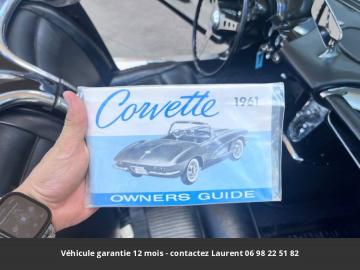 Corvette 1961
OWNERS GUIDE
Véhicule garantie 12 mois - contactez Laurent 06 98 22 51 82